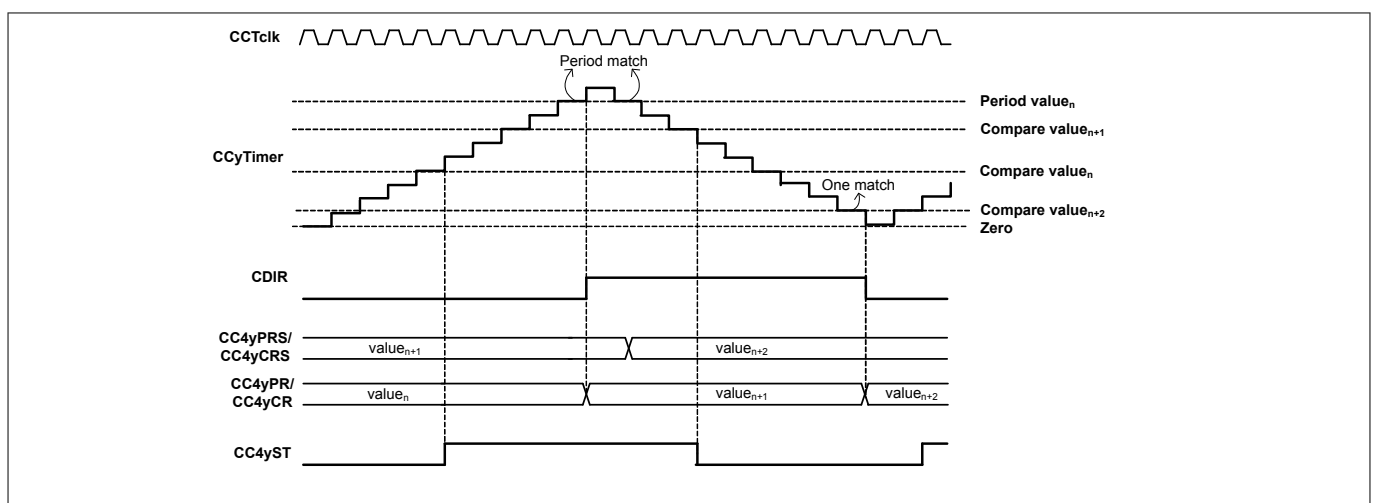 CCTclk
Period match
Period valueₙ
Compare valueₙ₊₁
CCyTimer
Compare valueₙ
One match
Compare valueₙ₊₂
Zero
CDIR
CC4yPRS/
CC4yCRS
valueₙ₊₁
valueₙ₊₂
CC4yPR/
CC4yCR
valueₙ
valueₙ₊₁
valueₙ₊₂
CC4yST